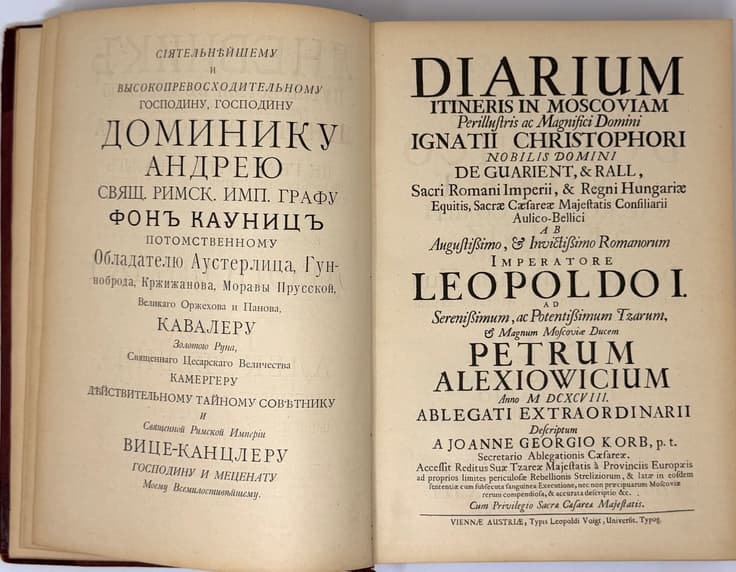 СІЯТЕЛЬНѢЙШЕМУ
И
ВЫСОКОПРЕВОСХОДИТЕЛЬНОМУ
ГОСПОДИНУ, ГОСПОДИНУ
ДОМИНИКУ
АНДРЕЮ
СВЯЩ. РИМСК. ИМП. ГРАФУ
ФОНЪ КАУНИЦЪ
ПОТОМСТВЕННОМУ
Обладателю Аустерлица, Гун-
ноброда, Кржижанова, Моравы Прусской,
Великаго Оржехова и Панова,
КАВАЛЕРУ
Золотого Руна,
Священнаго Цесарскаго Величества
КАМЕРГЕРУ
ДѢЙСТВИТЕЛЬНОМУ ТАЙНОМУ СОВѢТНИКУ
И
Священной Римской Имперіи
ВИЦЕ-КАНЦЛЕРУ
ГОСПОДИНУ И МЕЦЕНАТУ
Моему Всемилостивѣйшему.
DIARIUM
ITINERIS IN MOSCOVIAM
Perillustris ac Magnifici Domini
IGNATII CHRISTOPHORI
NOBILIS DOMINI
DE GUARIENT, & RALL,
Sacri Romani Imperii, & Regni Hungariæ
Equitis, Sacræ Cæsareæ Majestatis Consiliarii
Aulico-Bellici
AB
Augustissimo, & Invictissimo Romanorum
IMPERATORE
LEOPOLDO I.
AD
Serenissimum, ac Potentissimum Tzarum,
& Magnum Moscoviæ Ducem
PETRUM
ALEXIOWICIUM
Anno M DCXCVIII.
ABLEGATI EXTRAORDINARII
Descriptum
A JOANNE GEORGIO KORB, p. t.
Secretario Ablegationis Cæsareæ.
Accessit Reditus Suæ Tzareæ Majestatis à Provinciis Europæis
ad proprios limites periculosæ Rebellionis Streliziorum, & latæ in eosdem
sententiæ cum subsecuta sanguinea Executione, nec non præcipuarum Moscoviæ
rerum compendiosa, & accurata descriptio &c.
Cum Privilegio Sacræ Cæsareæ Majestatis.
VIENNÆ AUSTRIÆ, Typis Leopoldi Voigt, Universit. Typog.